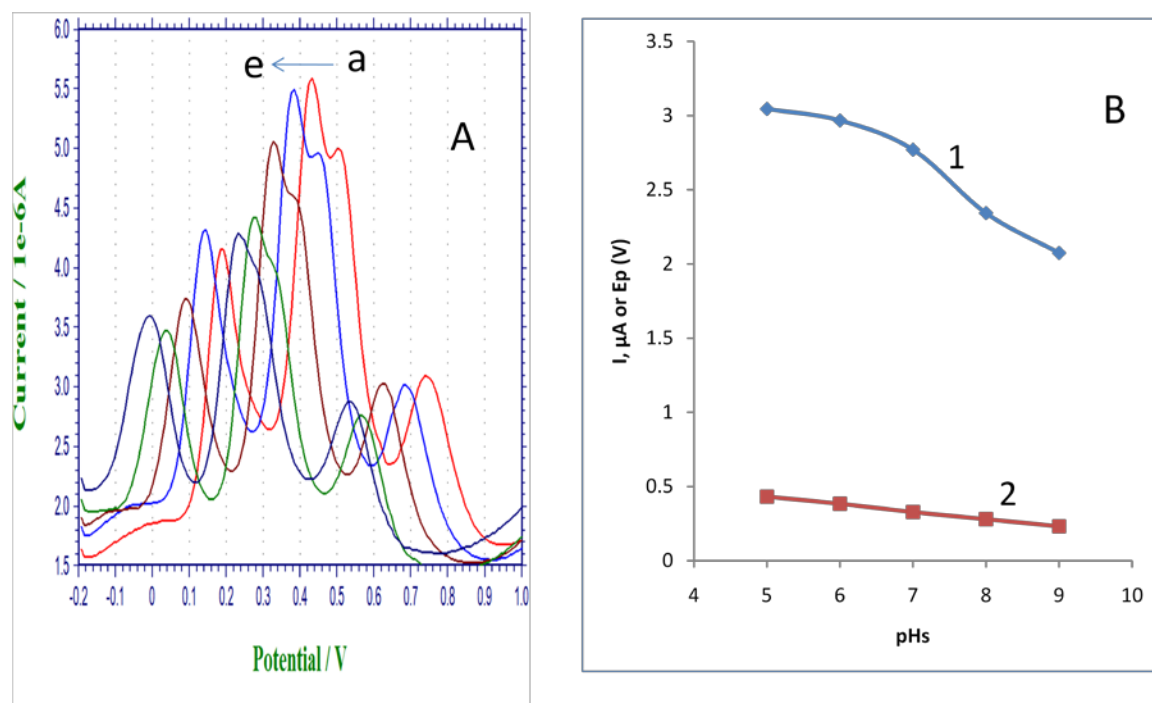 6.0
5.5
5.0
4.5
4.0
3.5
3.0
2.5
2.0
1.5
Current / 1e-6A
e a
A
-0.2 -0.1 0 0.1 0.2 0.3 0.4 0.5 0.6 0.7 0.8 0.9 1.0
Potential / V
3.5
3
2.5
2
1.5
1
0.5
0
I, µA or Ep (V)
B
1
2
4 5 6 7 8 9 10
pHs